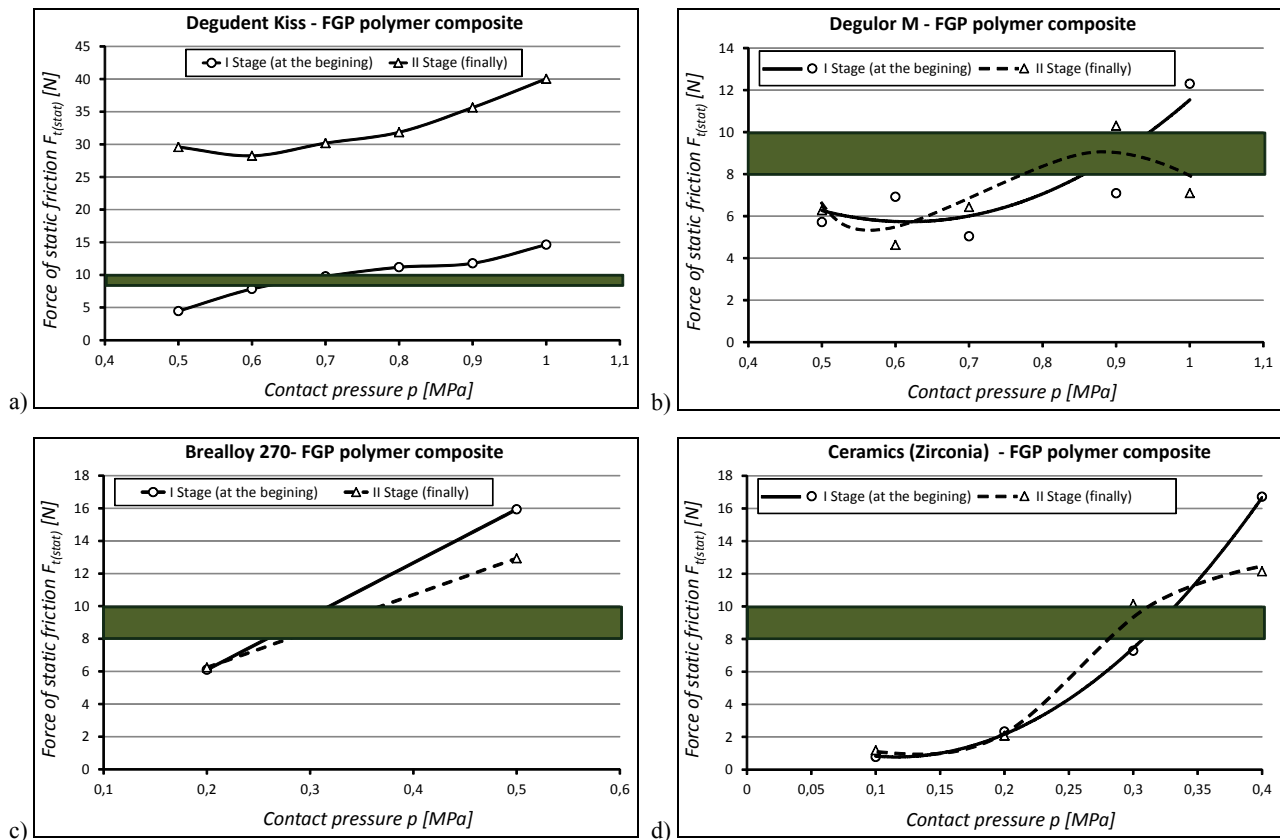 Degudent Kiss - FGP polymer composite
I Stage (at the begining) II Stage (finally)
Force of static friction Ft(stat) [N]
45
40
35
30
25
20
15
10
5
0
0,4 0,5 0,6 0,7 0,8 0,9 1 1,1
Contact pressure p [MPa]
a)
Degulor M - FGP polymer composite
I Stage (at the begining) II Stage (finally)
Force of static friction Ft(stat) [N]
14
12
10
8
6
4
2
0
0,4 0,5 0,6 0,7 0,8 0,9 1 1,1
Contact pressure p [MPa]
b)
Brealloy 270- FGP polymer composite
I Stage (at the begining) II Stage (finally)
Force of static friction Ft(stat) [N]
18
16
14
12
10
8
6
4
2
0
0,1 0,2 0,3 0,4 0,5 0,6
Contact pressure p [MPa]
c)
Ceramics (Zirconia) - FGP polymer composite
I Stage (at the begining) II Stage (finally)
Force of static friction Ft(stat) [N]
18
16
14
12
10
8
6
4
2
0
0 0,05 0,1 0,15 0,2 0,25 0,3 0,35 0,4
Contact pressure p [MPa]
d)